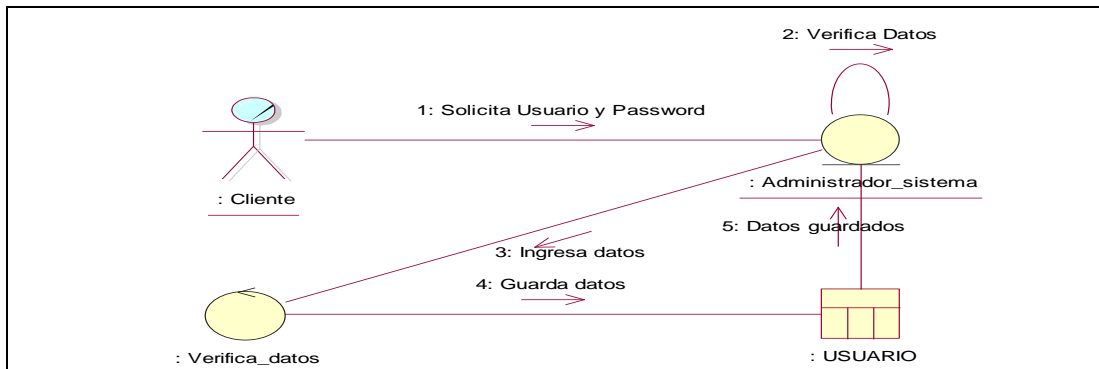 2: Verifica Datos
1: Solicita Usuario y Password
: Cliente
: Administrador_sistema
5: Datos guardados
3: Ingresa datos
4: Guarda datos
: Verifica_datos
: USUARIO